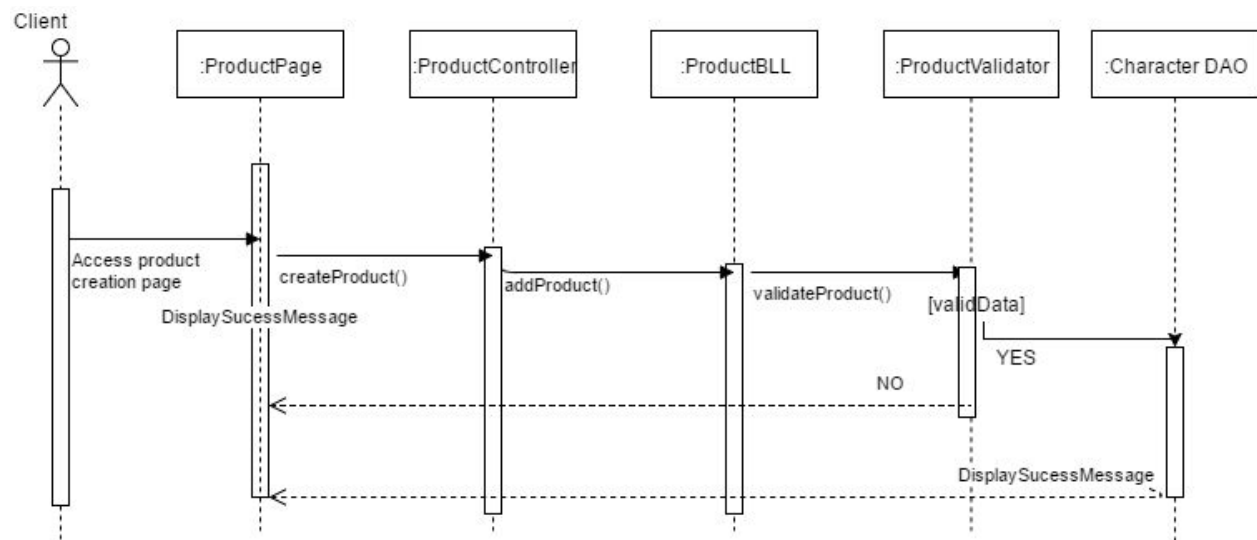 Client
:ProductPage
:ProductController
:ProductBLL
:ProductValidator
:Character DAO
Access product
creation page
createProduct()
addProduct()
validateProduct()
[validData]
DisplaySucessMessage
YES
NO
DisplaySucessMessage